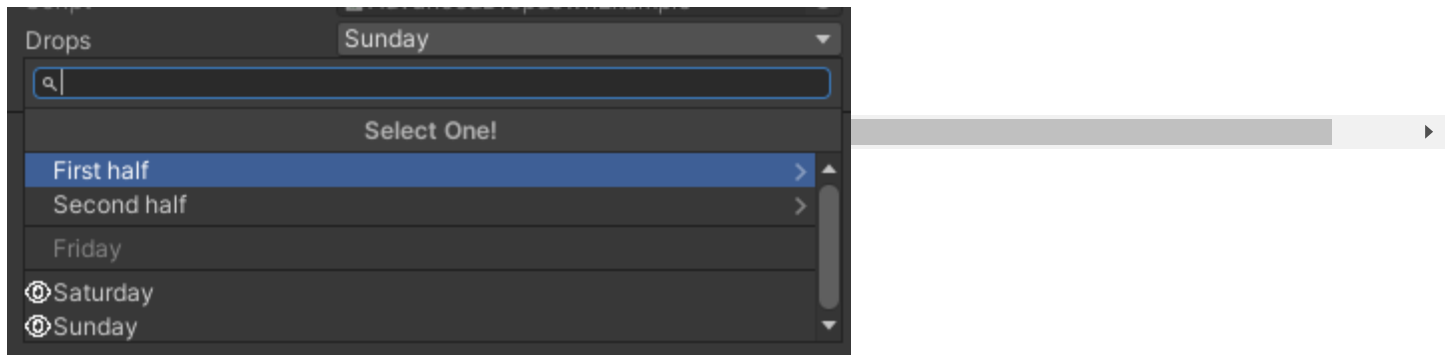 Drops
Sunday
Select One!
First half
Second half
Friday
Saturday
Sunday